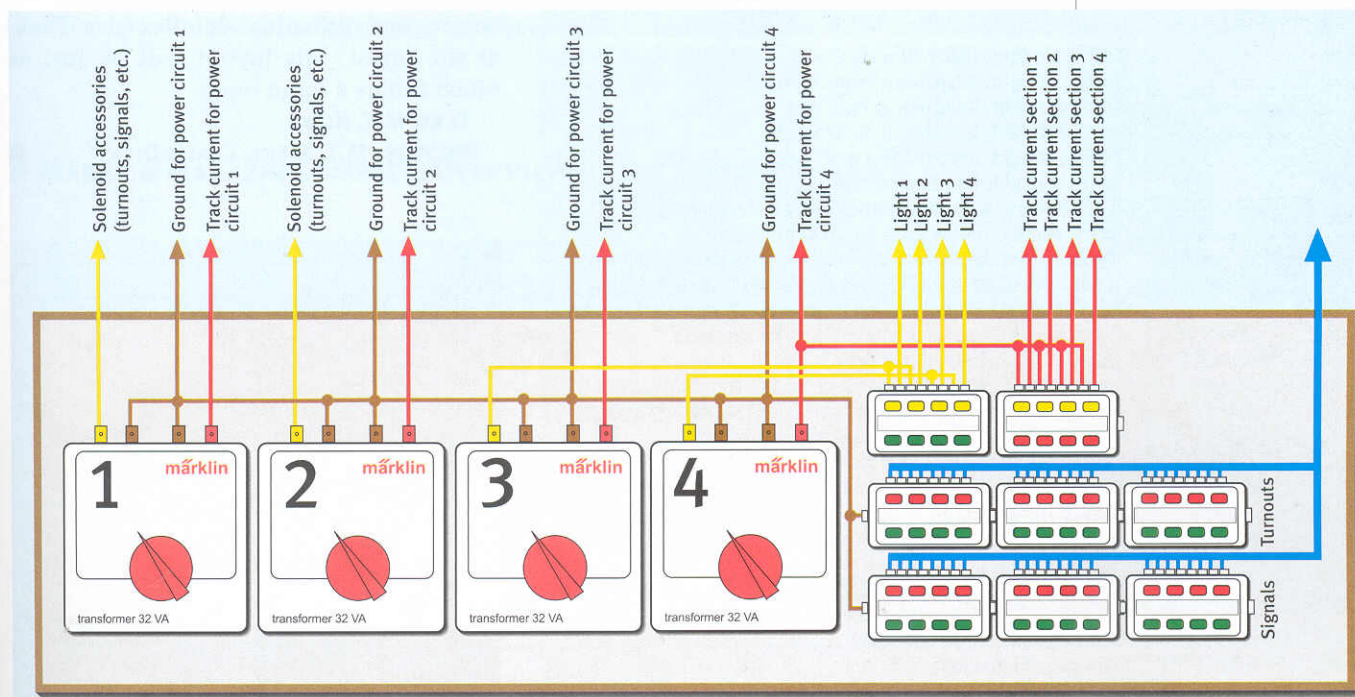 Solenoid accessories
(turnouts, signals, etc.)
Ground for power circuit 1
Track current for power
circuit 1
Solenoid accessories
(turnouts, signals, etc.)
Ground for power circuit 2
Track current for power
circuit 2
Ground for power circuit 3
Track current for power
circuit 3
Ground for power circuit 4
Track current for power
circuit 4
Light 1
Light 2
Light 3
Light 4
Track current section 1
Track current section 2
Track current section 3
Track current section 4
1
märklin
transformer 32 VA
2
märklin
transformer 32 VA
3
märklin
transformer 32 VA
4
märklin
transformer 32 VA
Turnouts
Signals